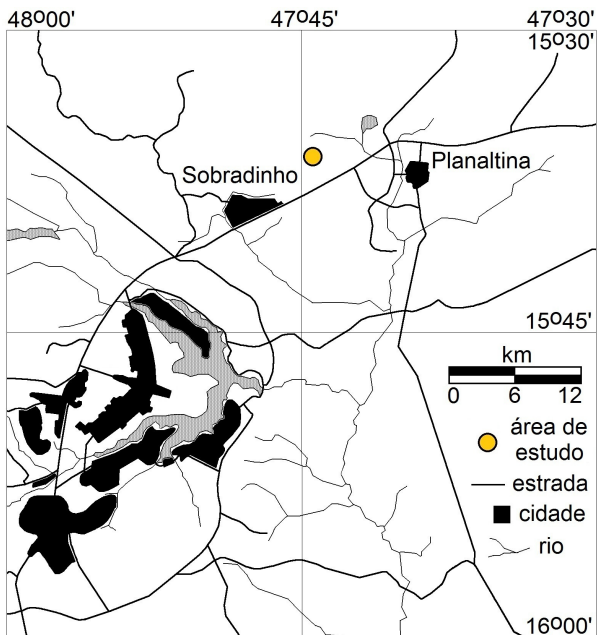 48º00' 47º45' 47º30'
15º30'
Planaltina
Sobradinho
15º45'
km
0 6 12
área de
estudo
estrada
cidade
rio
16º00'